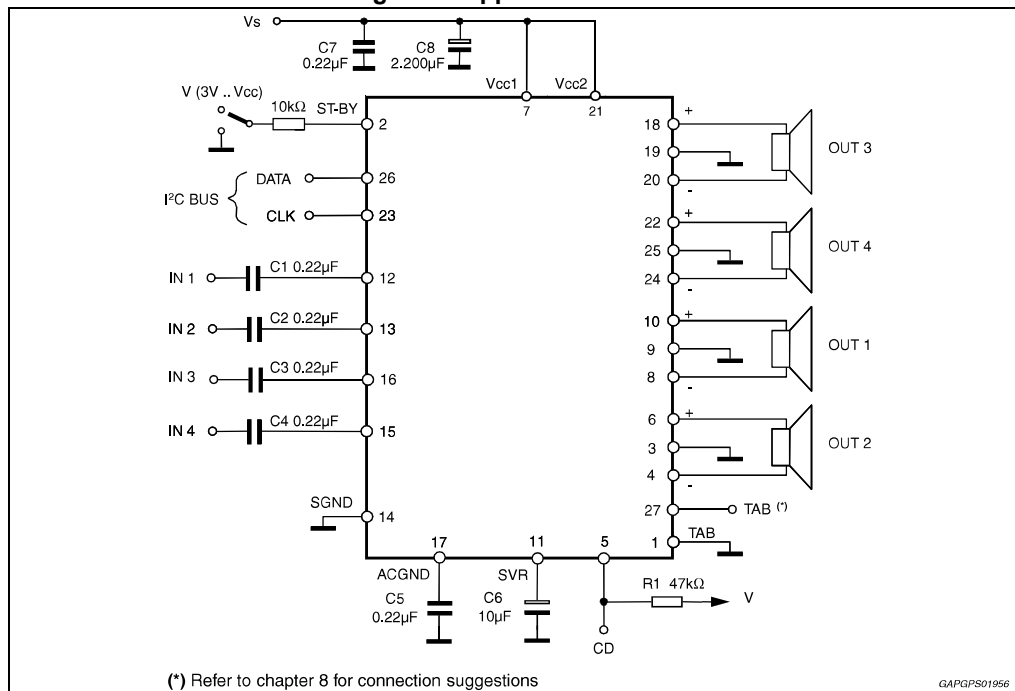 Vs
C7
0.22µF
C8
2.200µF
Vcc1
Vcc2
7
21
V (3V .. Vcc)
10kΩ
ST-BY
2
I²C BUS
DATA
26
CLK
23
IN 1
C1 0.22µF
12
IN 2
C2 0.22µF
13
IN 3
C3 0.22µF
16
IN 4
C4 0.22µF
15
SGND
14
18
+
19
20
-
OUT 3
22
+
25
24
-
OUT 4
10
+
9
8
-
OUT 1
6
+
3
4
-
OUT 2
27
TAB (*)
1
TAB
17
11
5
ACGND
SVR
C5
0.22µF
C6
10µF
CD
R1 47kΩ
V
(*) Refer to chapter 8 for connection suggestions
GAPGPS01956